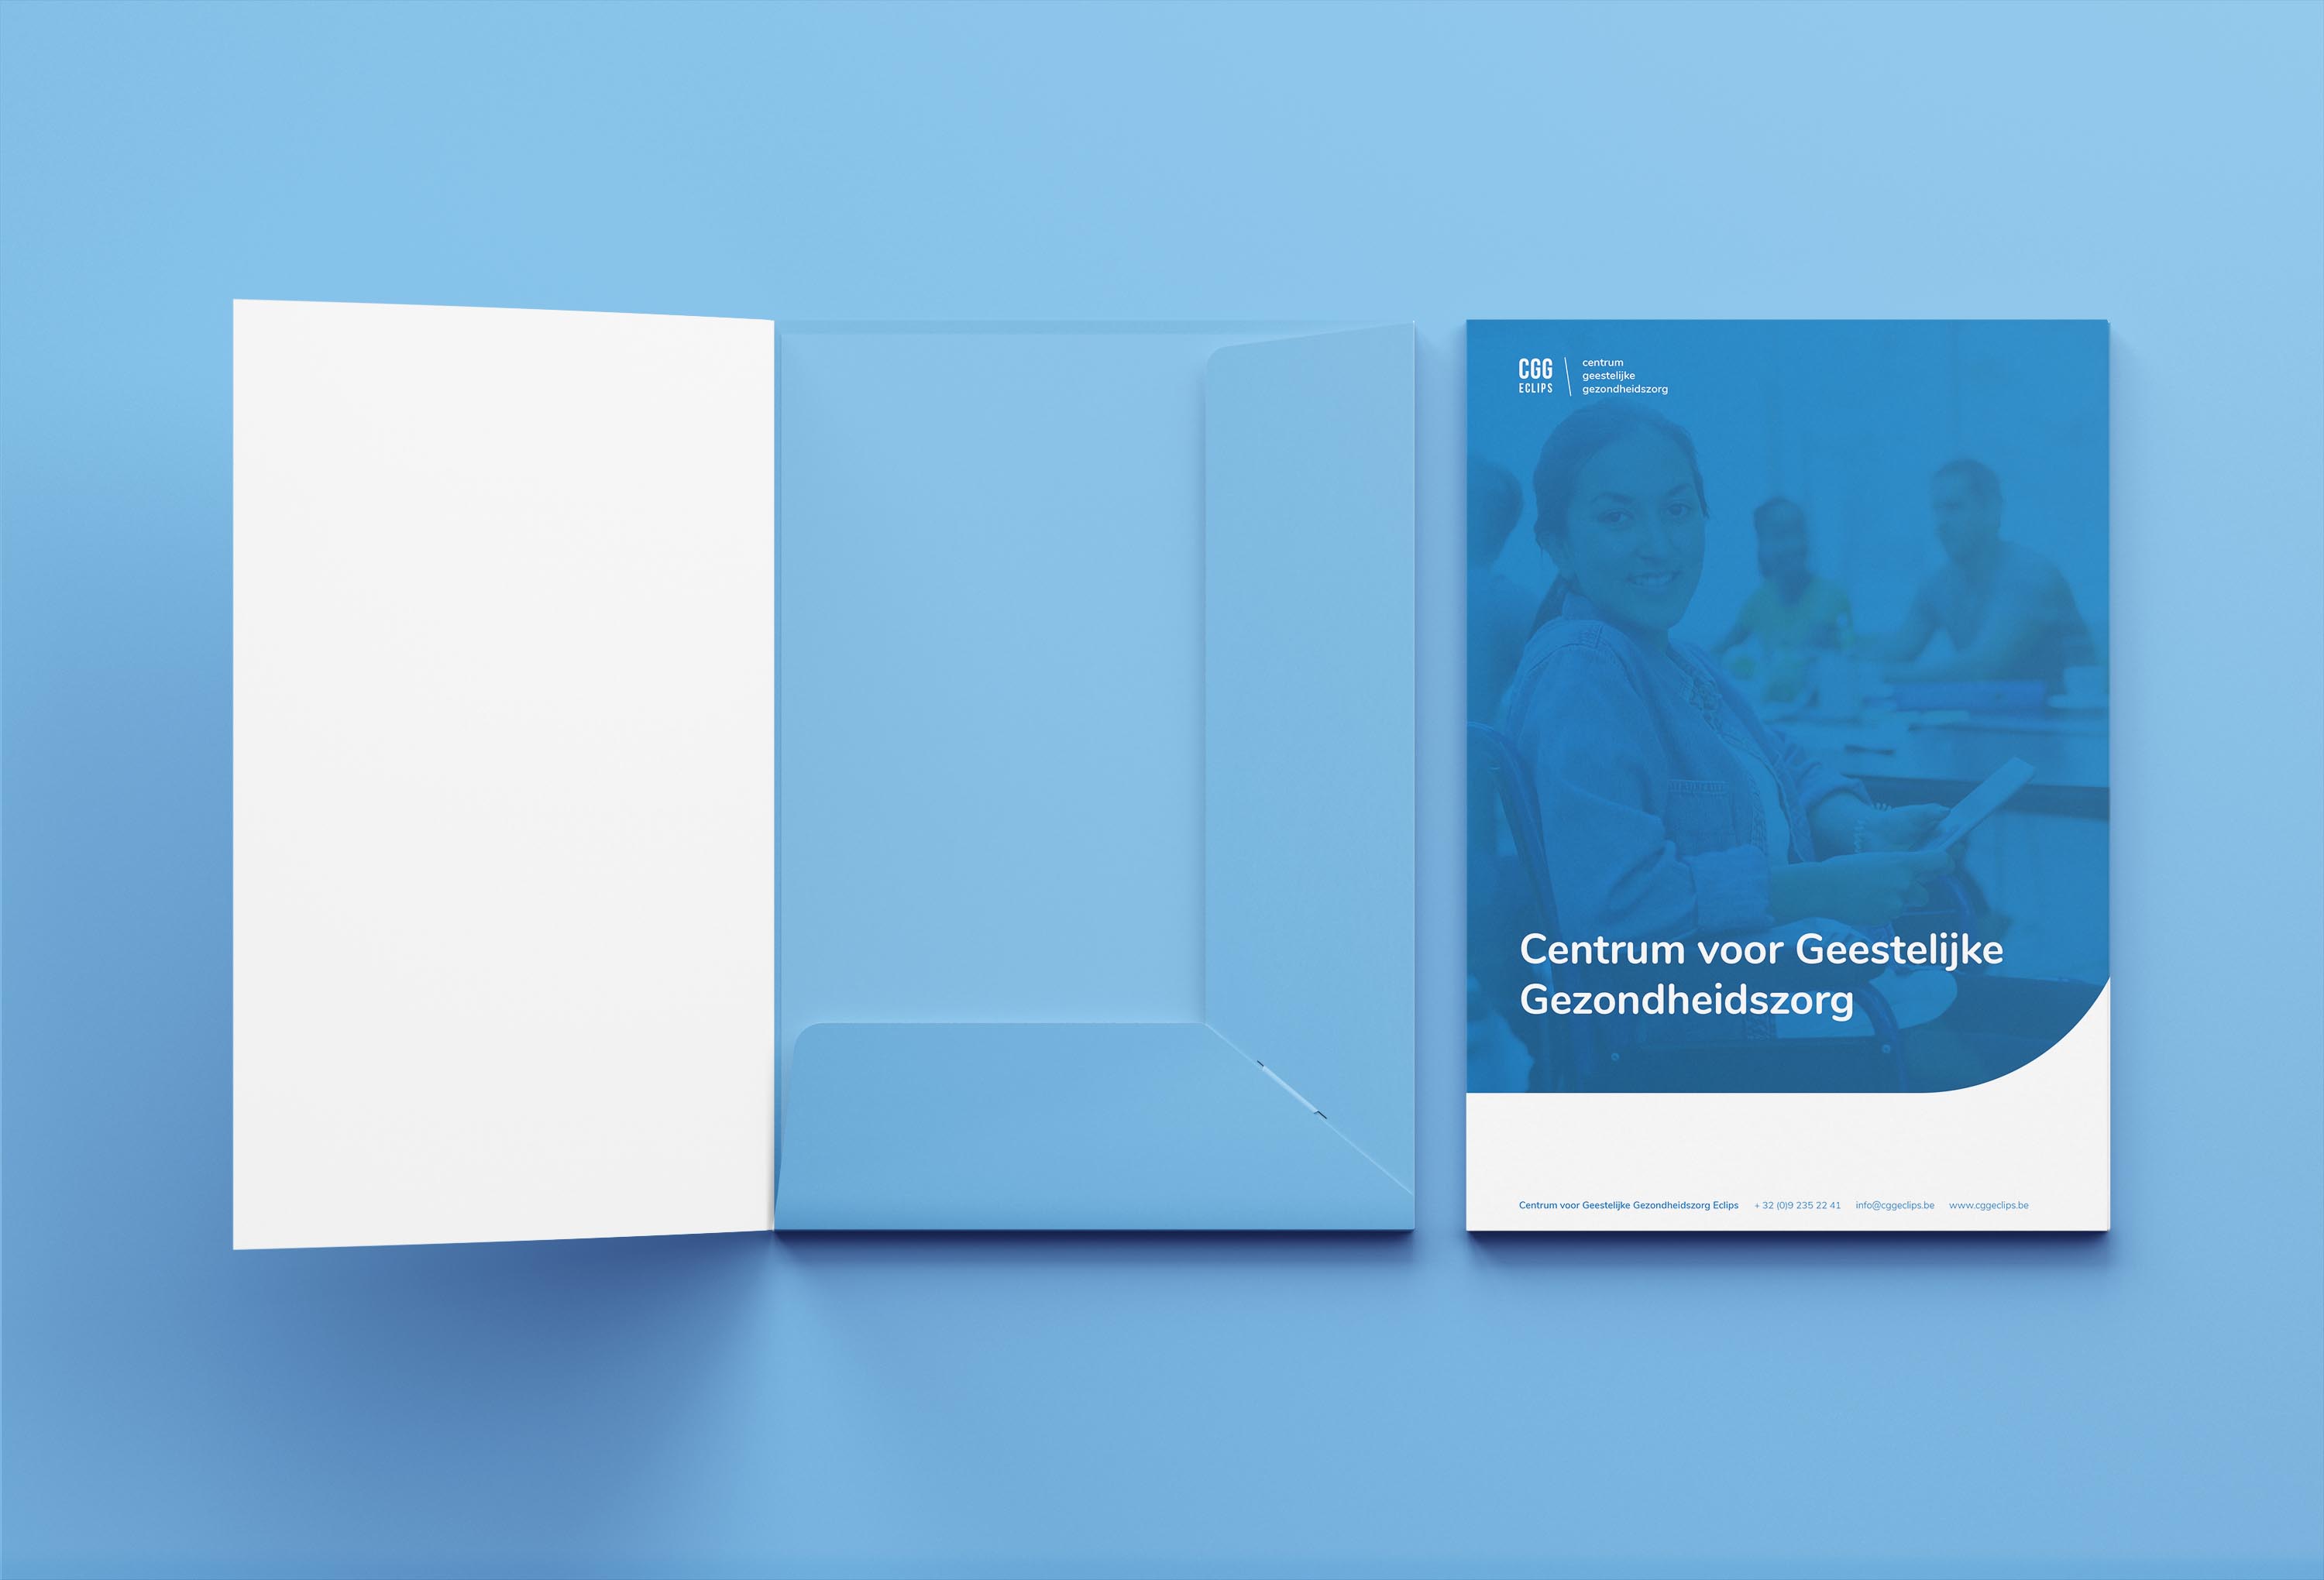 CGG
ECLIPS
centrum
geestelijke
gezondheidszorg
Centrum voor Geestelijke
Gezondheidszorg
Centrum voor Geestelijke Gezondheidszorg Eclips + 32 (0)9 235 22 41 info@cggeclips.be www.cggeclips.be